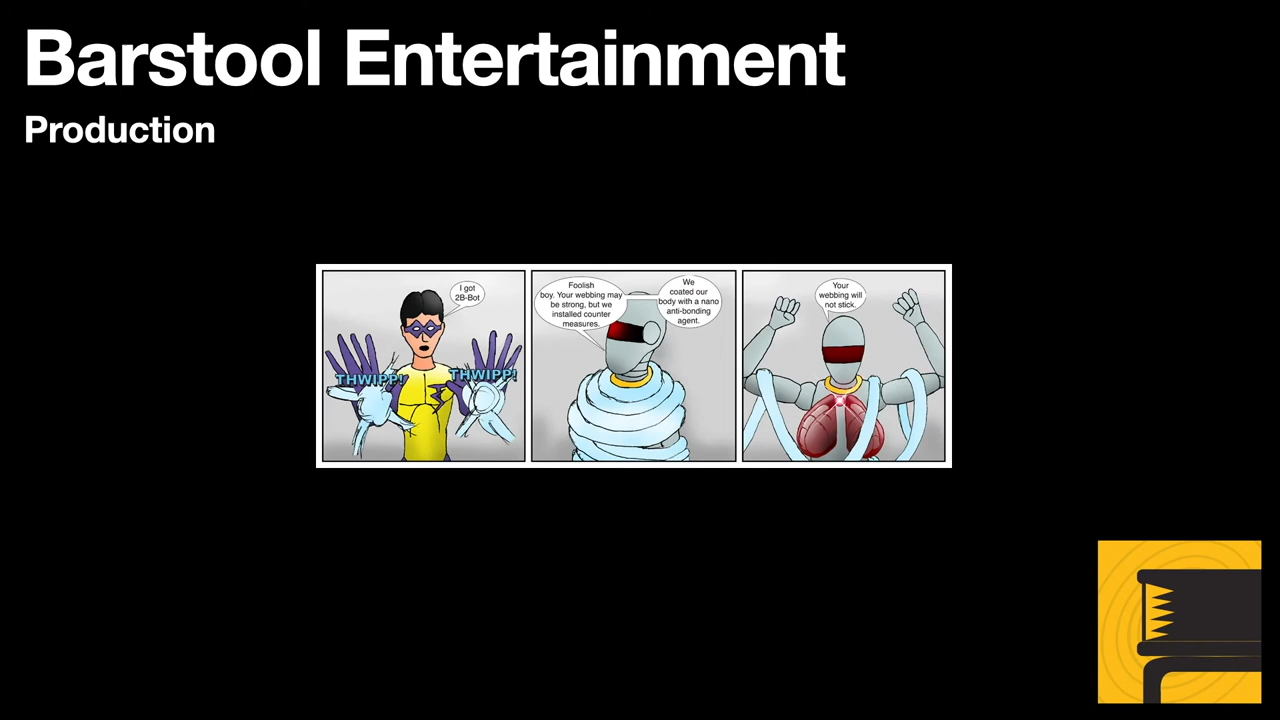 Barstool Entertainment
Production
I got
2B-Bot
THWIPP!
THWIPP!
Foolish
boy. Your webbing may
be strong, but we
installed counter
measures.
We
coated our
body with a nano
anti-bonding
agent.
Your
webbing will
not stick.